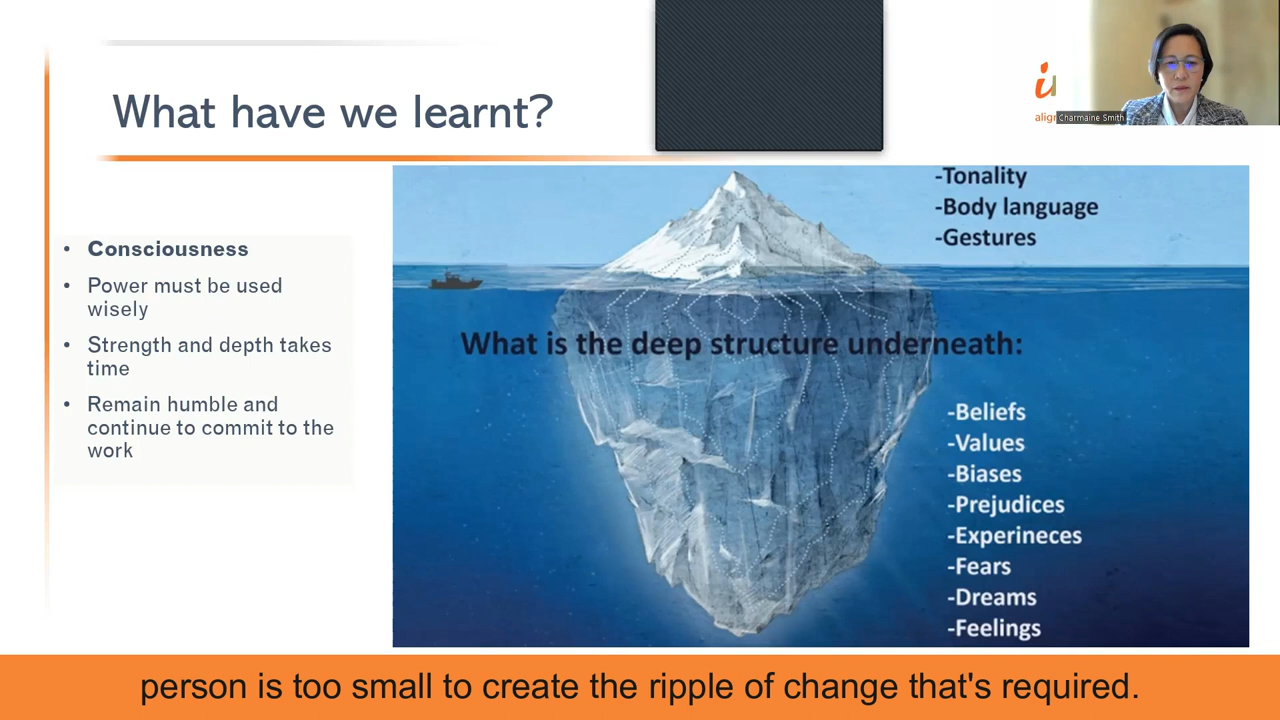 What have we learnt?
align
Charmaine Smith
• Consciousness
• Power must be used
wisely
• Strength and depth takes
time
• Remain humble and
continue to commit to the
work
-Tonality
-Body language
-Gestures
What is the deep structure underneath:
-Beliefs
-Values
-Biases
-Prejudices
-Experineces
-Fears
-Dreams
-Feelings
person is too small to create the ripple of change that's required.